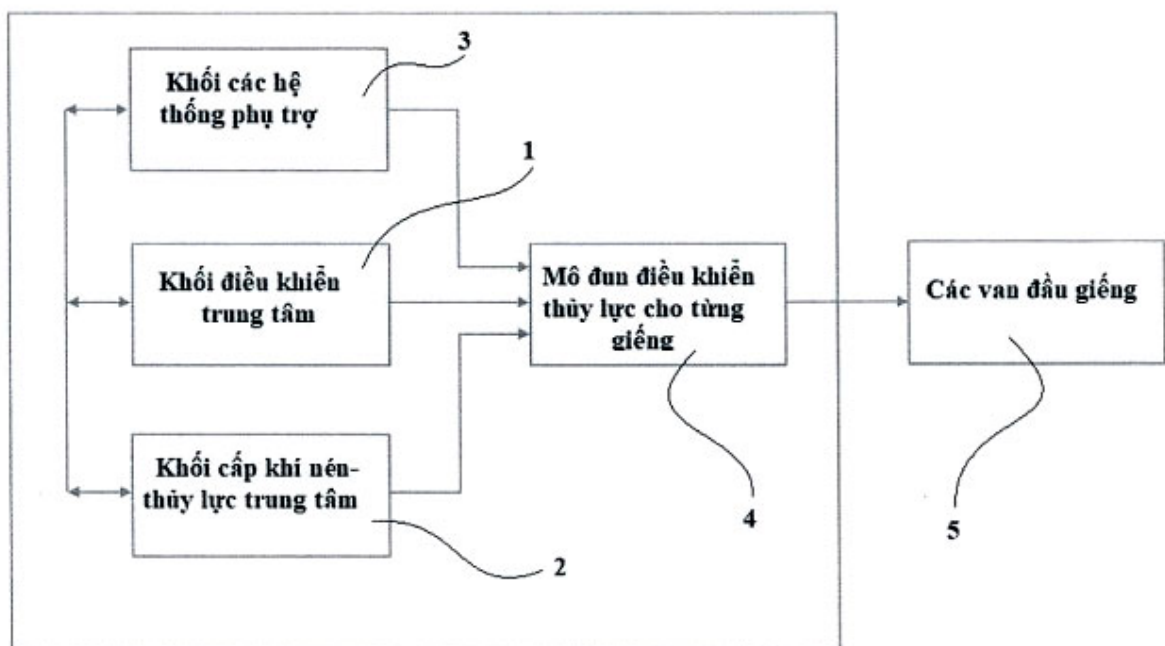 3
Khối các hệ
thống phụ trợ
1
Khối điều khiển
trung tâm
Mô đun điều khiển
thủy lực cho từng
giếng
Các van đầu giếng
Khối cấp khí nén-
thủy lực trung tâm
4
5
2